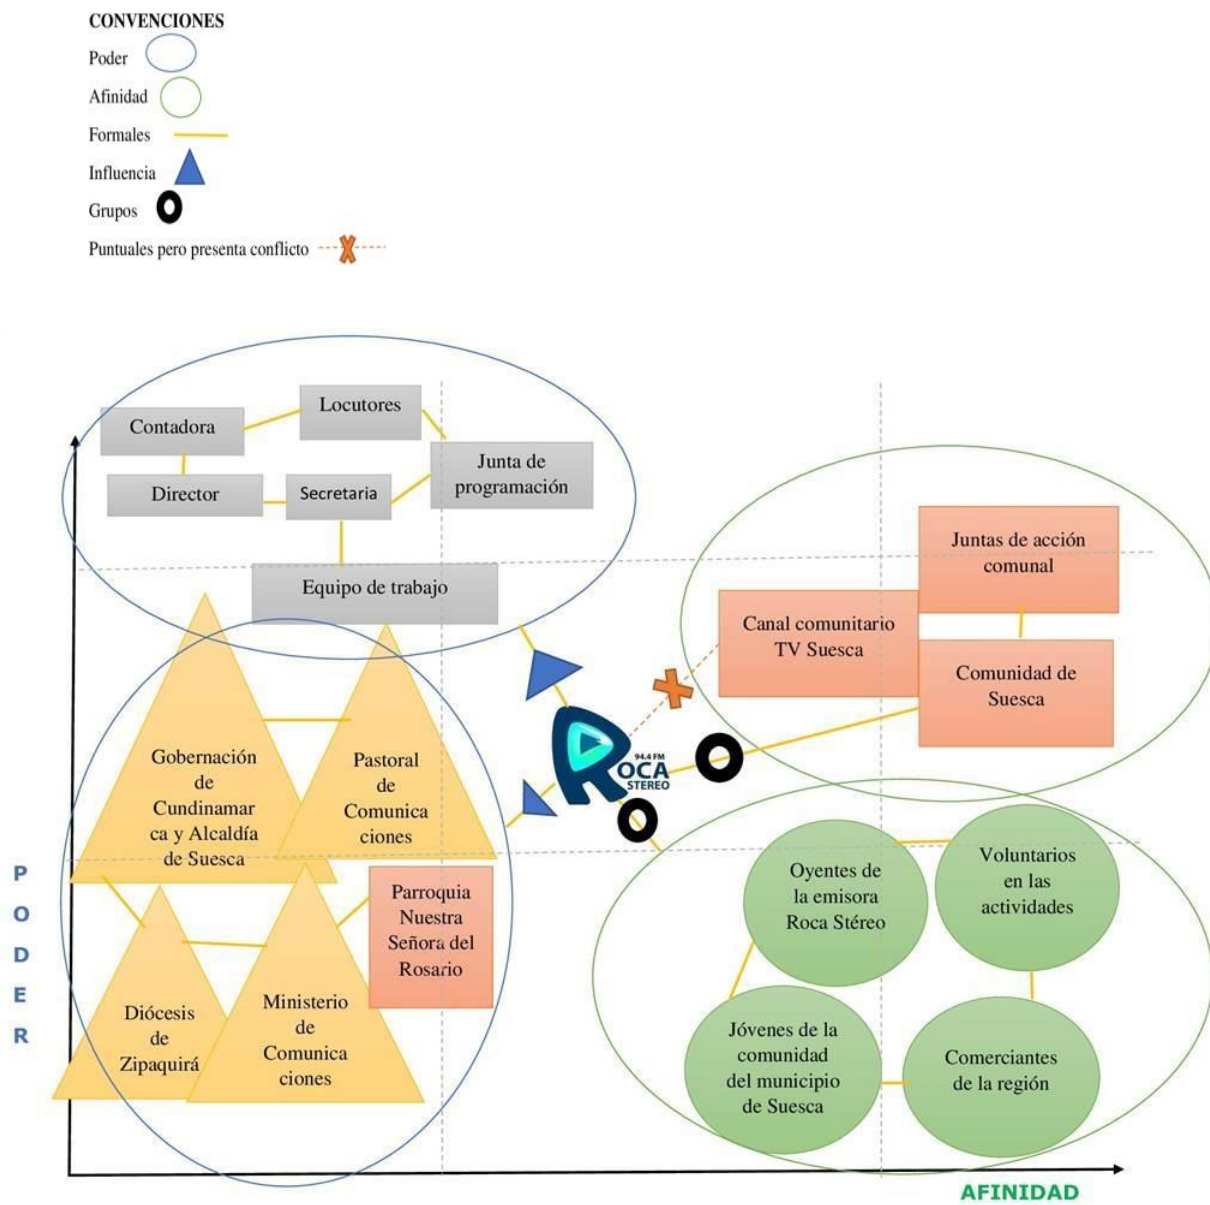 CONVENCIONES
Poder
Afinidad
Formales
Influencia
Grupos
Puntuales pero presenta conflicto
Contadora
Locutores
Junta de
programación
Director
Secretaria
Equipo de trabajo
Juntas de acción
comunal
Canal comunitario
TV Suesca
Comunidad de
Suesca
Gobernación
de
Cundinamar
ca y Alcaldía
de Suesca
Pastoral
de
Comunica
ciones
94.4 FM
ROCA
STEREO
Parroquia
Nuestra
Señora del
Rosario
Diócesis
de
Zipaquirá
Ministerio
de
Comunica
ciones
Oyentes de
la emisora
Roca Stéreo
Voluntarios
en las
actividades
Jóvenes de la
comunidad
del municipio
de Suesca
Comerciantes
de la región
P
O
D
E
R
AFINIDAD